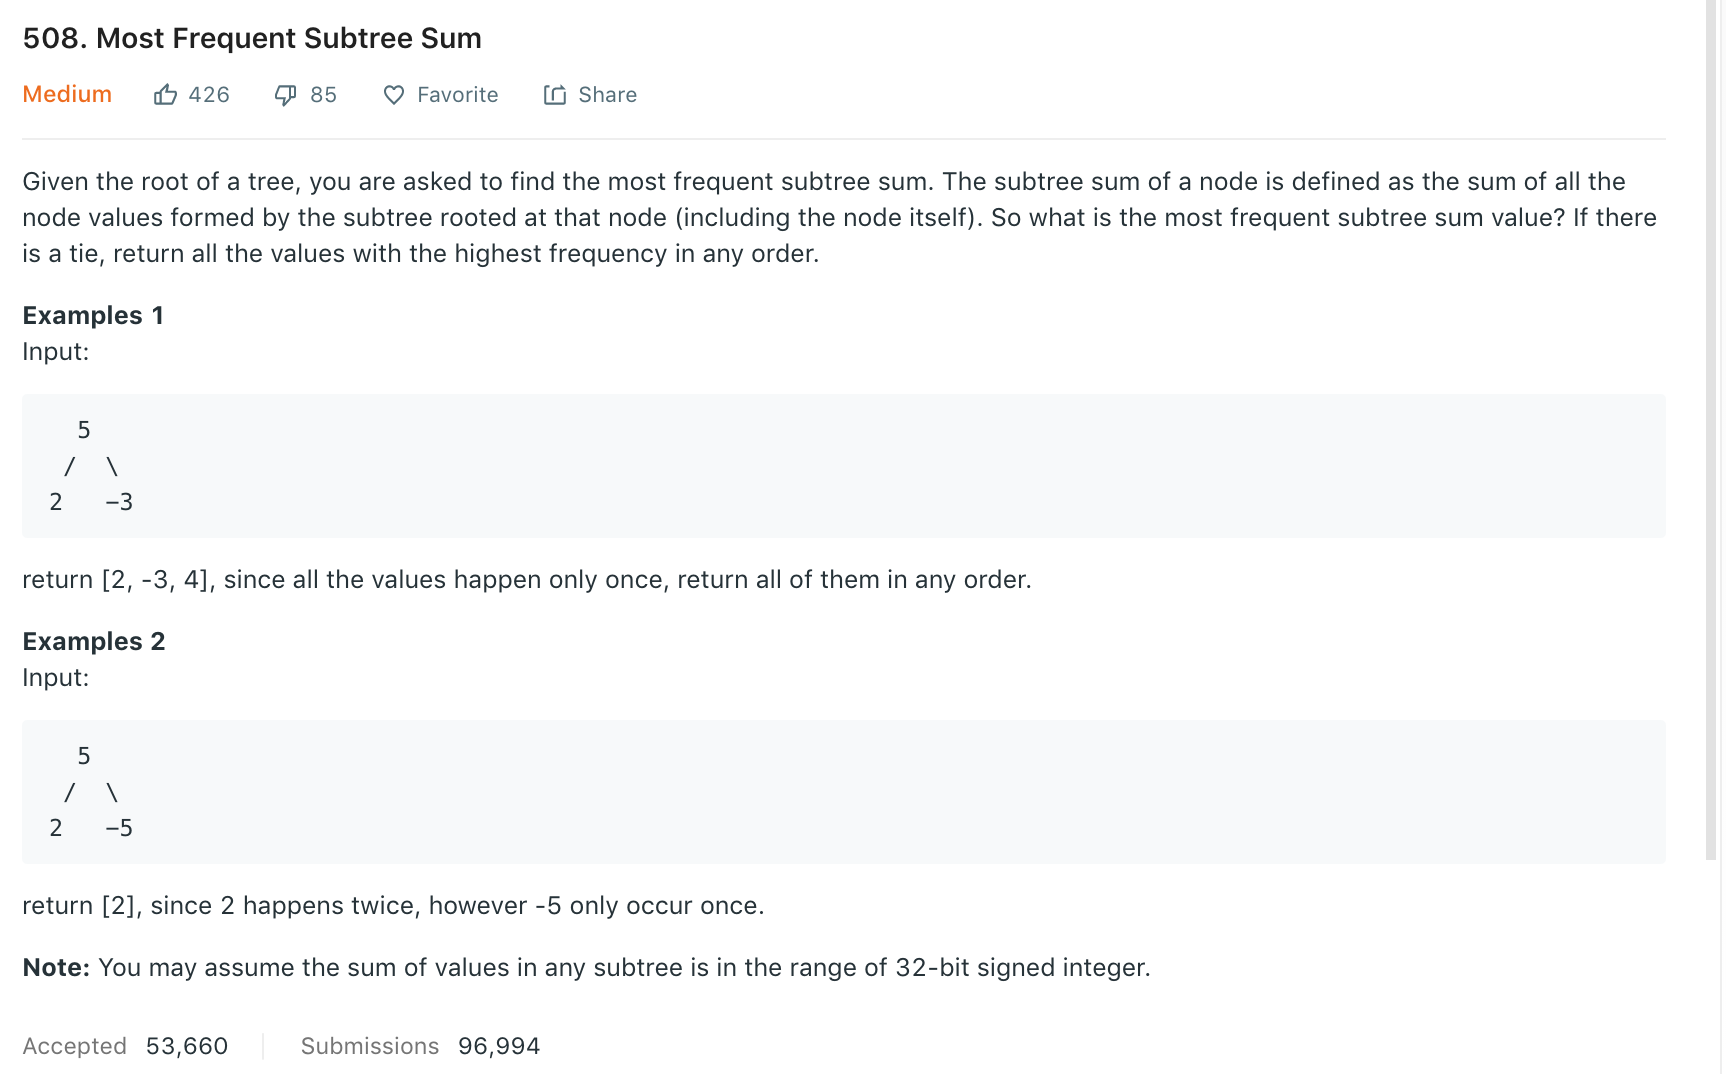 508. Most Frequent Subtree Sum
Medium 426 85 Favorite Share
Given the root of a tree, you are asked to find the most frequent subtree sum. The subtree sum of a node is defined as the sum of all the
node values formed by the subtree rooted at that node (including the node itself). So what is the most frequent subtree sum value? If there
is a tie, return all the values with the highest frequency in any order.
Examples 1
Input:
5
/ \
2 -3
return [2, -3, 4], since all the values happen only once, return all of them in any order.
Examples 2
Input:
5
/ \
2 -5
return [2], since 2 happens twice, however -5 only occur once.
Note: You may assume the sum of values in any subtree is in the range of 32-bit signed integer.
Accepted 53,660 Submissions 96,994